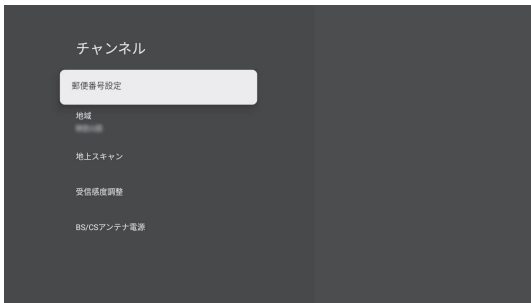 チャンネル
郵便番号設定
地域
地上スキャン
受信感度調整
BS/CSアンテナ電源